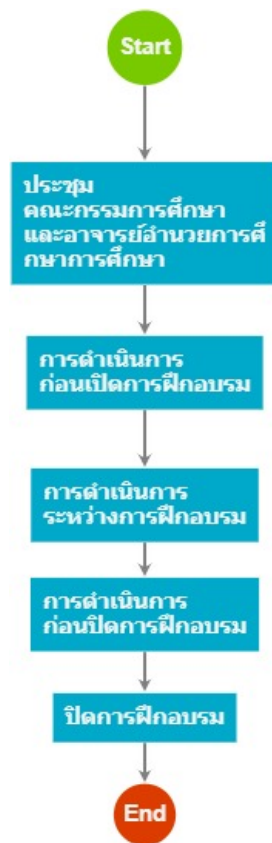 Start
ประชุม
คณะกรรมการศึกษา
และอาจารย์อำนวยการศึ
กษาการศึกษา
การดำเนินการ
ก่อนเปิดการฝึกอบรม
การดำเนินการ
ระหว่างการฝึกอบรม
การดำเนินการ
ก่อนปิดการฝึกอบรม
ปิดการฝึกอบรม
End